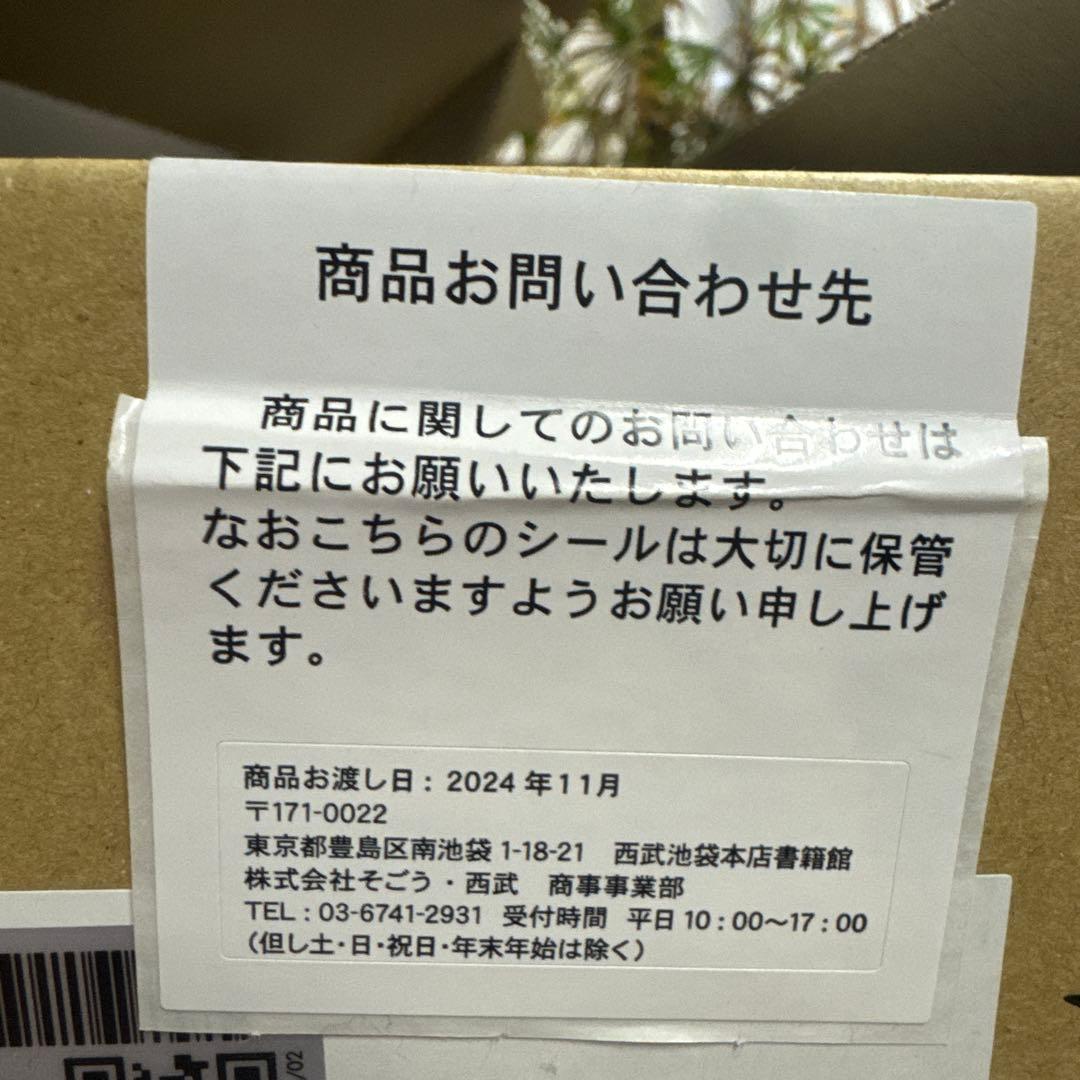 商品お問い合わせ先
商品に関してのお問い合わせは
下記にお願いいたします。
なおこちらのシールは大切に保管
くださいますようお願い申し上げ
ます。
商品お渡し日：2024年11月
〒171-0022
東京都豊島区南池袋1-18-21　西武池袋本店書籍館
株式会社そごう・西武　商事事業部
TEL：03-6741-2931　受付時間　平日10：00～17：00
（但し土・日・祝日・年末年始は除く）
/02